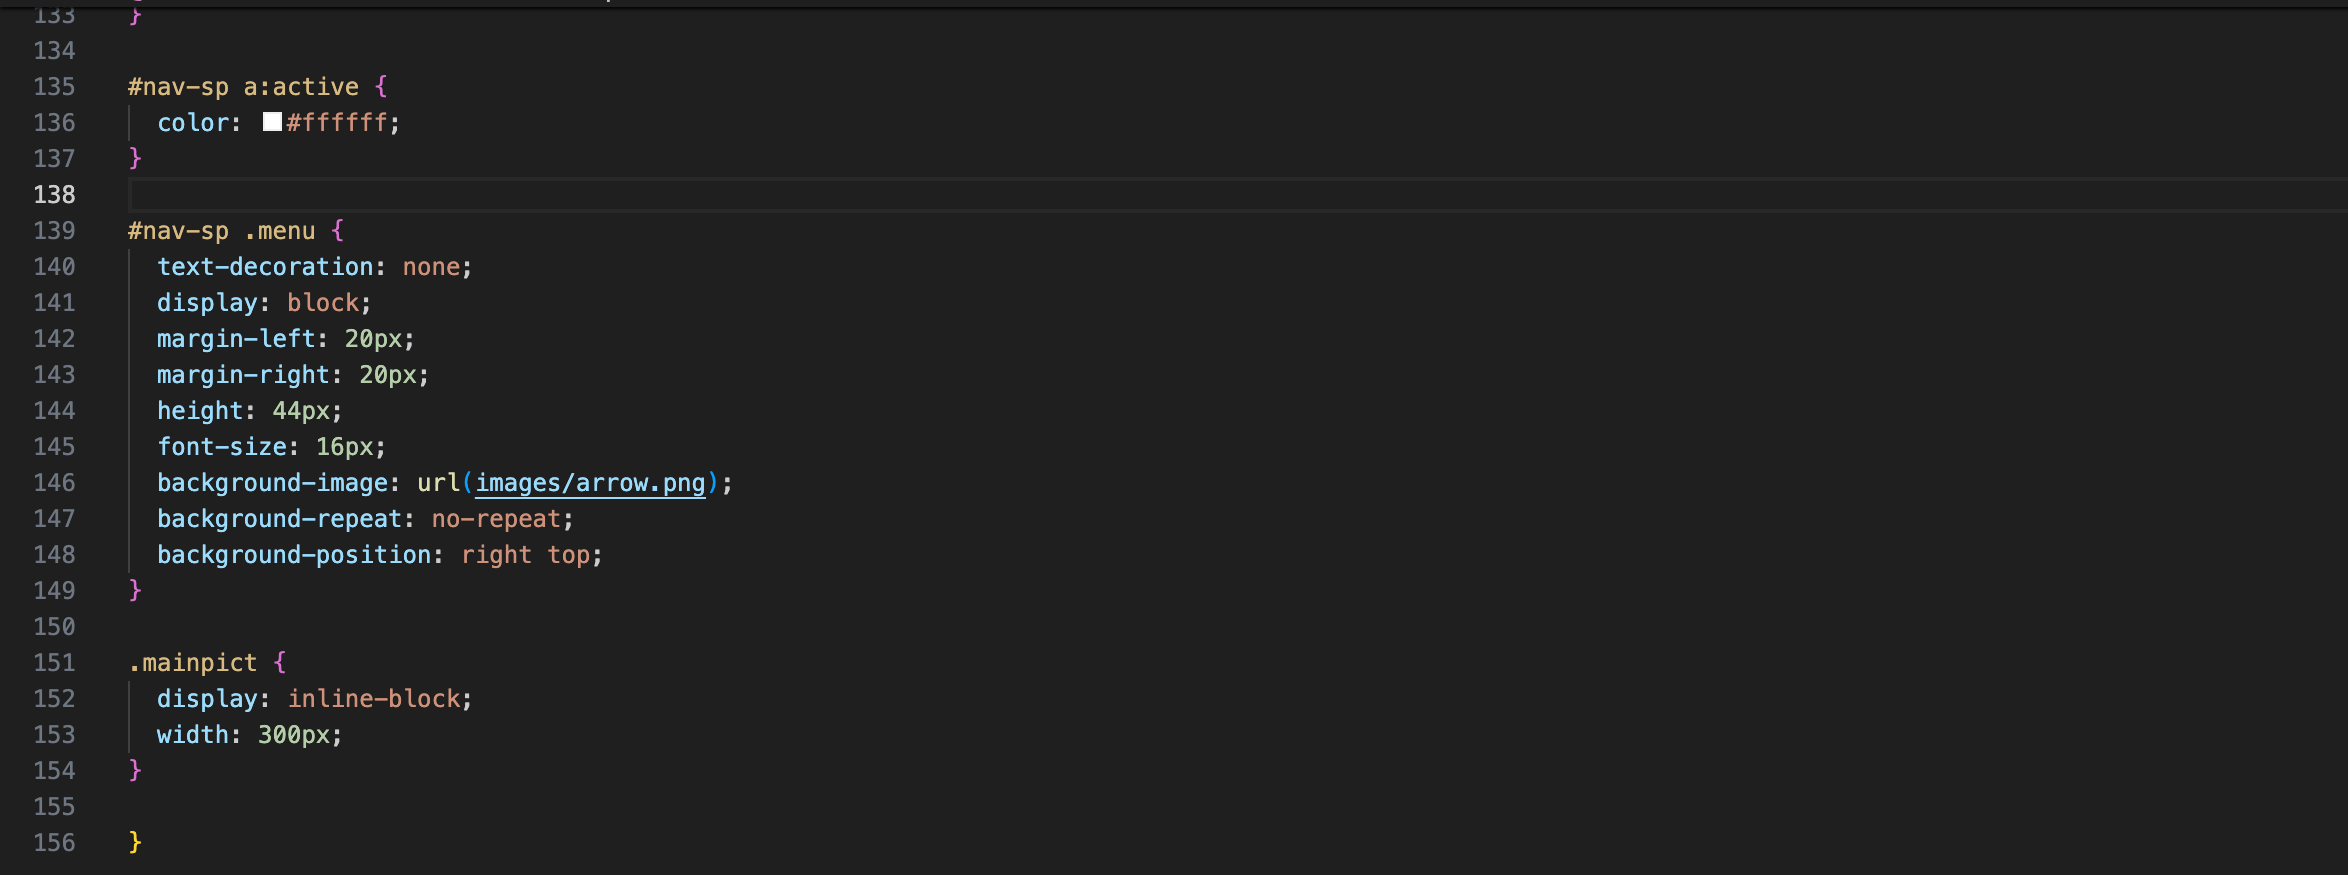 133 }
134
135 #nav-sp a:active {
136 color: #ffffff;
137 }
138
139 #nav-sp .menu {
140 text-decoration: none;
141 display: block;
142 margin-left: 20px;
143 margin-right: 20px;
144 height: 44px;
145 font-size: 16px;
146 background-image: url(images/arrow.png);
147 background-repeat: no-repeat;
148 background-position: right top;
149 }
150
151 .mainpict {
152 display: inline-block;
153 width: 300px;
154 }
155
156 }